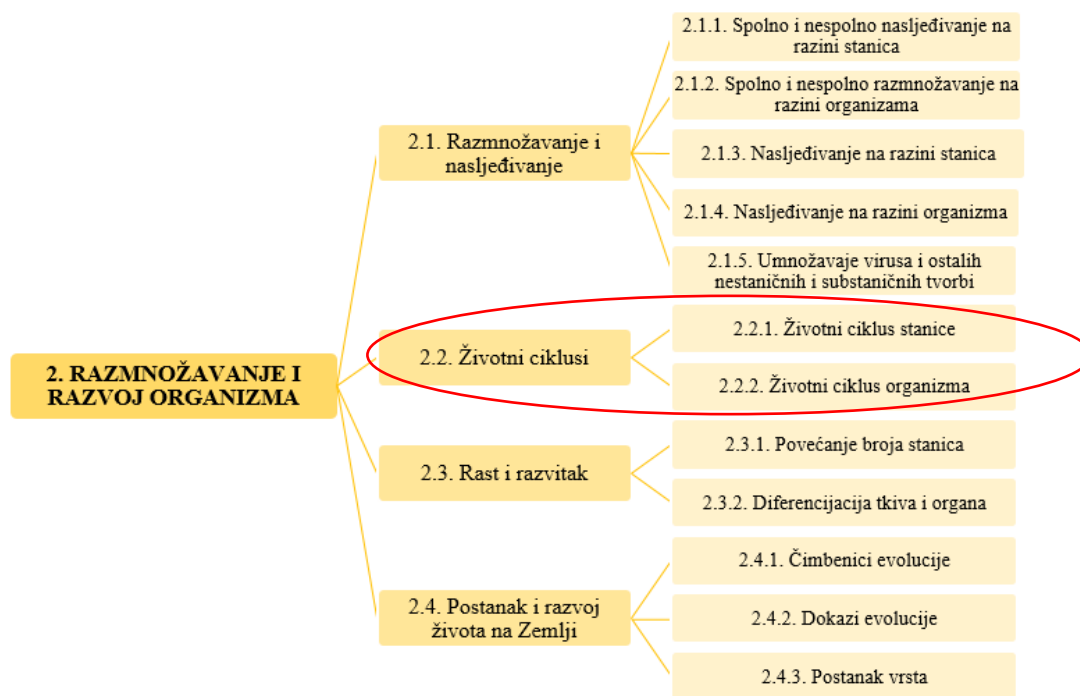 2. RAZMNOŽAVANJE I
RAZVOJ ORGANIZMA
2.1. Razmnožavanje i
nasljeđivanje
2.1.1. Spolno i nespolno nasljeđivanje na
razini stanica
2.1.2. Spolno i nespolno razmnožavanje na
razini organizama
2.1.3. Nasljeđivanje na razini stanica
2.1.4. Nasljeđivanje na razini organizma
2.1.5. Umnožavaje virusa i ostalih
nestaničnih i substaničnih tvorbi
2.2. Životni ciklusi
2.2.1. Životni ciklus stanice
2.2.2. Životni ciklus organizma
2.3. Rast i razvitak
2.3.1. Povećanje broja stanica
2.3.2. Diferencijacija tkiva i organa
2.4. Postanak i razvoj
života na Zemlji
2.4.1. Čimbenici evolucije
2.4.2. Dokazi evolucije
2.4.3. Postanak vrsta